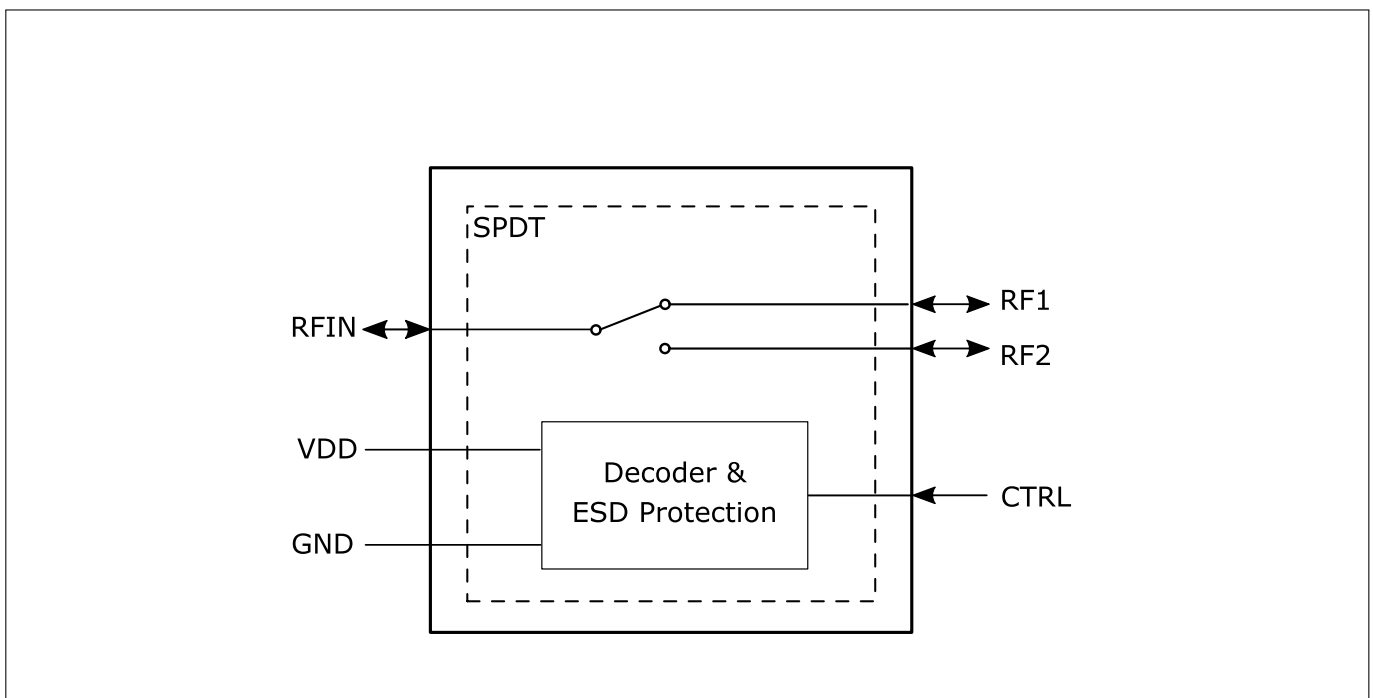 SPDT
RFIN
RF1
RF2
VDD
Decoder &
ESD Protection
CTRL
GND